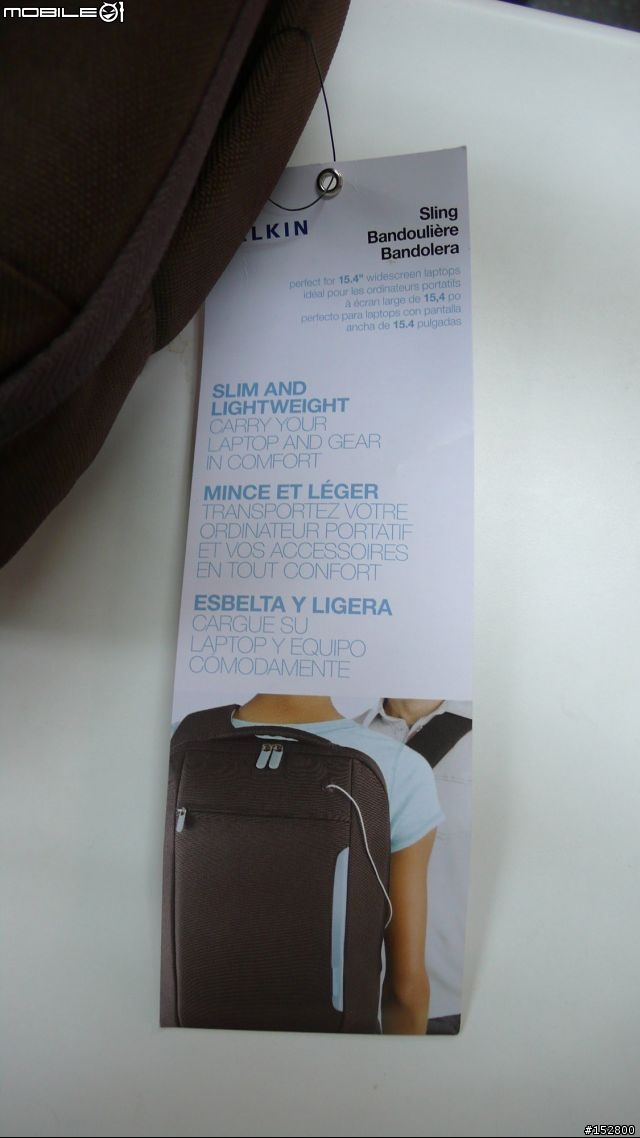 MOBILE01
LKIN
Sling
Bandoulière
Bandolera
perfect for 15.4" widescreen laptops
idéal pour les ordinateurs portatifs
à écran large de 15,4 po
perfecto para laptops con pantalla
ancha de 15.4 pulgadas
SLIM AND
LIGHTWEIGHT
CARRY YOUR
LAPTOP AND GEAR
IN COMFORT
MINCE ET LÉGER
TRANSPORTEZ VOTRE
ORDINATEUR PORTATIF
ET VOS ACCESSOIRES
EN TOUT CONFORT
ESBELTA Y LIGERA
CARGUE SU
LAPTOP Y EQUIPO
CÓMODAMENTE
#152800